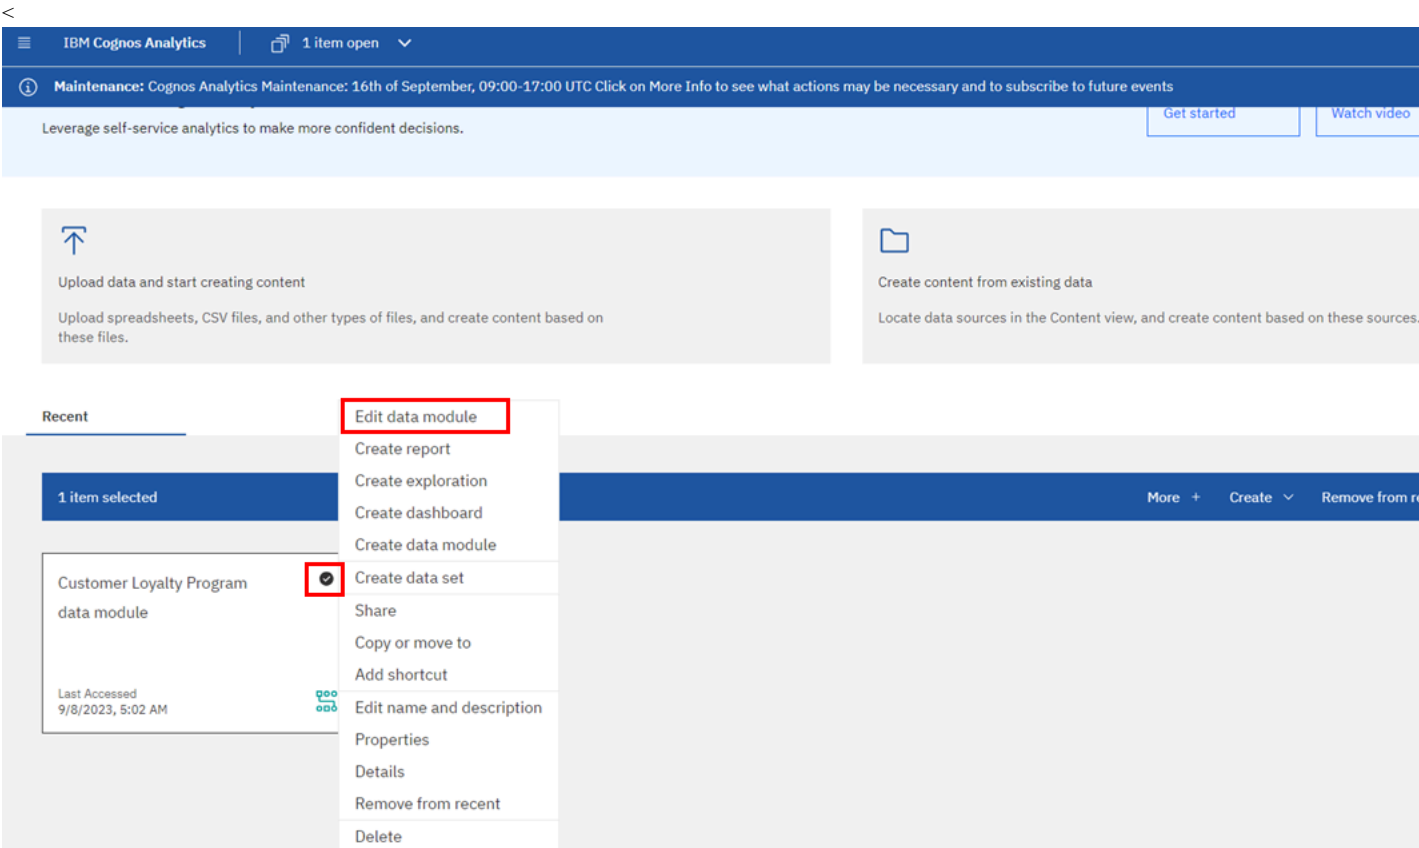 <
IBM Cognos Analytics
1 item open
Maintenance: Cognos Analytics Maintenance: 16th of September, 09:00-17:00 UTC Click on More Info to see what actions may be necessary and to subscribe to future events
Leverage self-service analytics to make more confident decisions.
Get started
Watch video
Upload data and start creating content
Upload spreadsheets, CSV files, and other types of files, and create content based on
these files.
Create content from existing data
Locate data sources in the Content view, and create content based on these sources.
Recent
1 item selected
More +
Create
Remove from re
Customer Loyalty Program
data module
Last Accessed
9/8/2023, 5:02 AM
Edit data module
Create report
Create exploration
Create dashboard
Create data module
Create data set
Share
Copy or move to
Add shortcut
Edit name and description
Properties
Details
Remove from recent
Delete